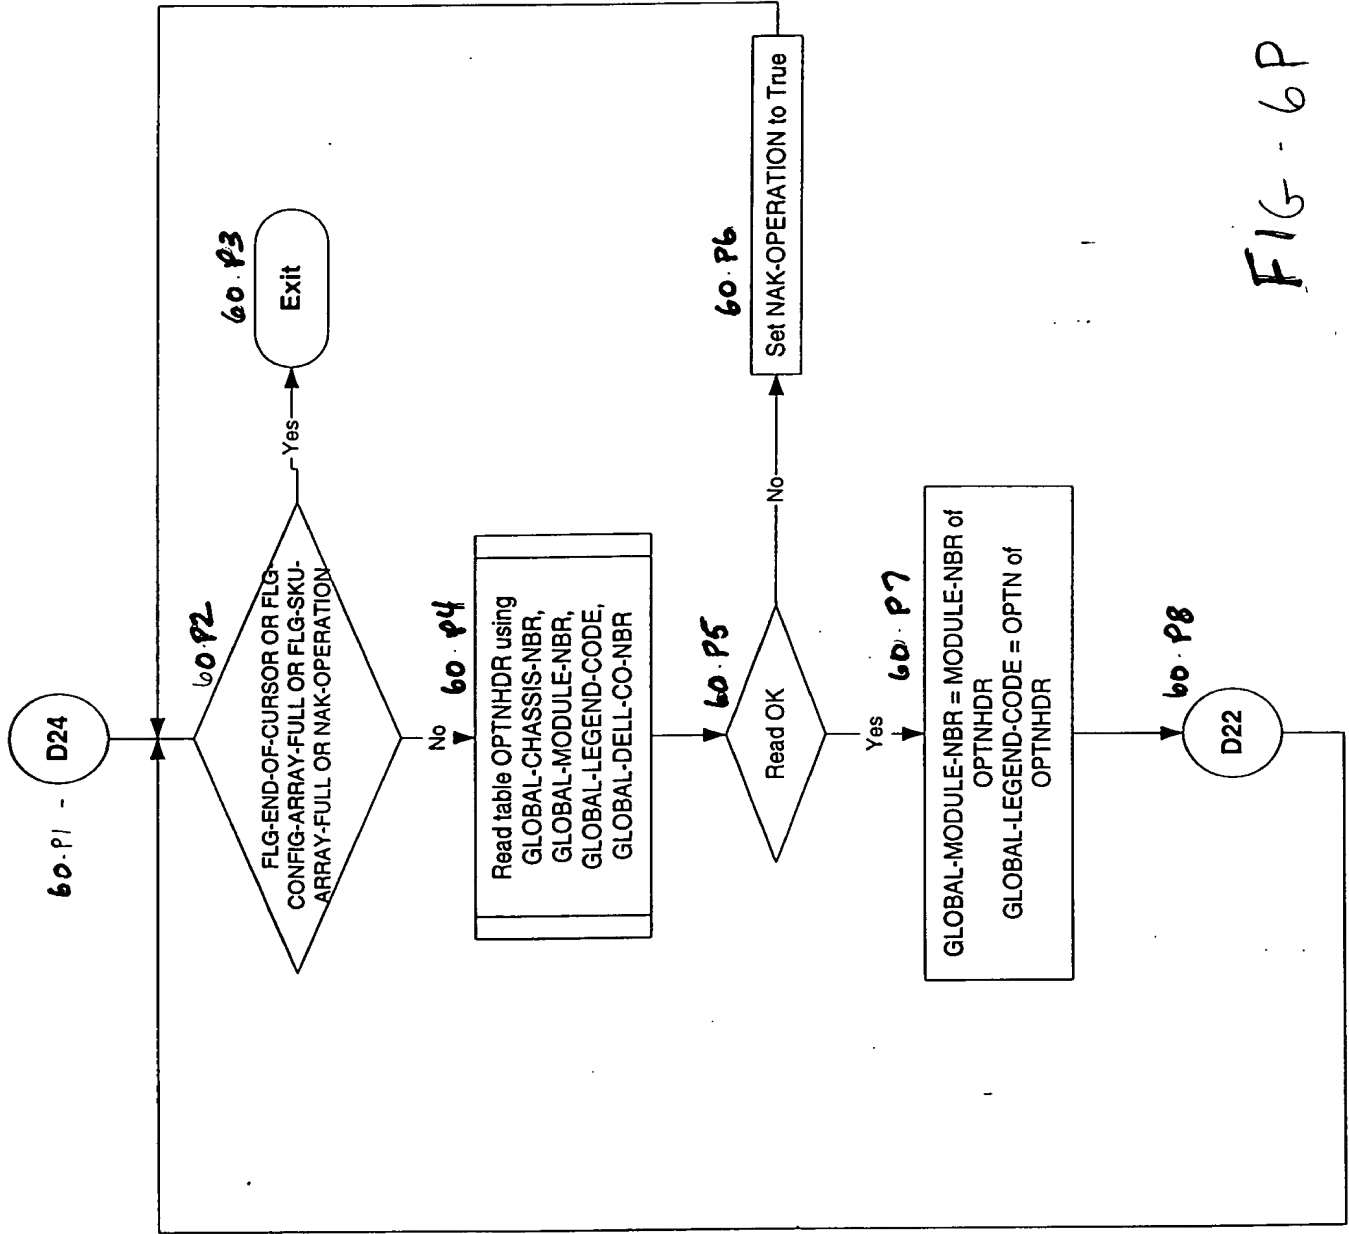 60·P1 -
D24
60·P2
FLG-END-OF-CURSOR OR FLG-
CONFIG-ARRAY-FULL OR FLG-SKU-
ARRAY-FULL OR NAK-OPERATION
Yes
60·P3
Exit
No
60·P4
Read table OPTNHDR using
GLOBAL-CHASSIS-NBR,
GLOBAL-MODULE-NBR,
GLOBAL-LEGEND-CODE,
GLOBAL-DELL-CO-NBR
60·P5
Read OK
No
60·P6
Set NAK-OPERATION to True
Yes
60·P7
GLOBAL-MODULE-NBR = MODULE-NBR of
OPTNHDR
GLOBAL-LEGEND-CODE = OPTN of
OPTNHDR
60·P8
D22
FIG - 6P